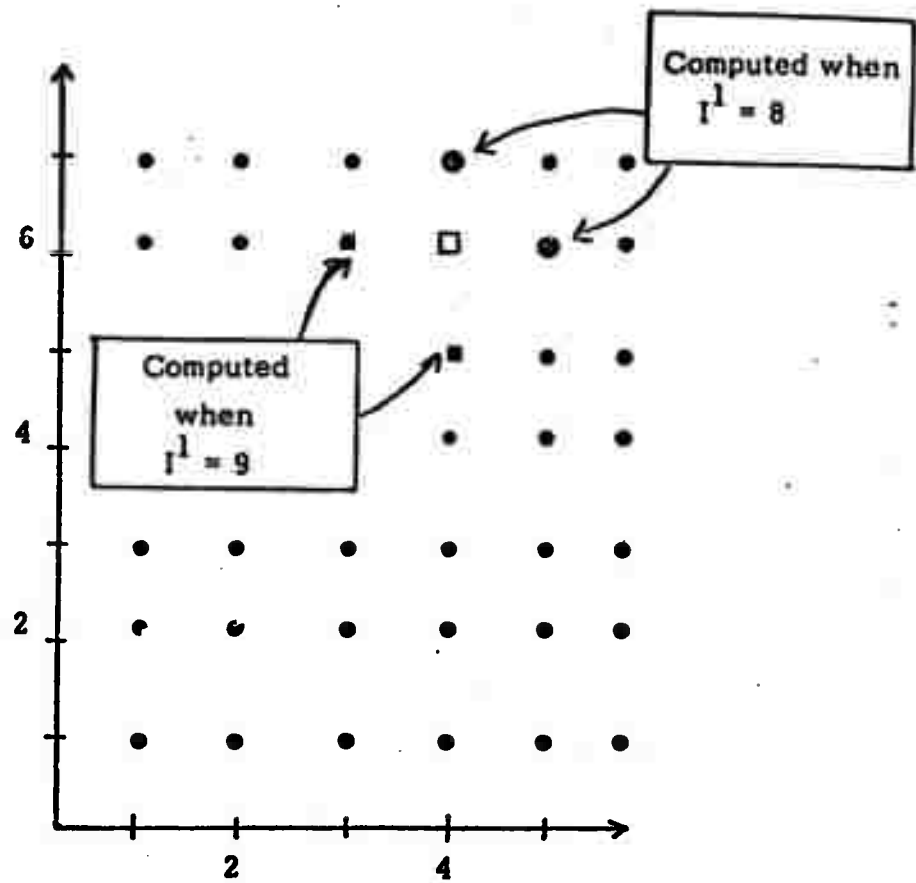 Computed when
I¹ = 8
6
Computed
when
I¹ = 9
4
2
2
4